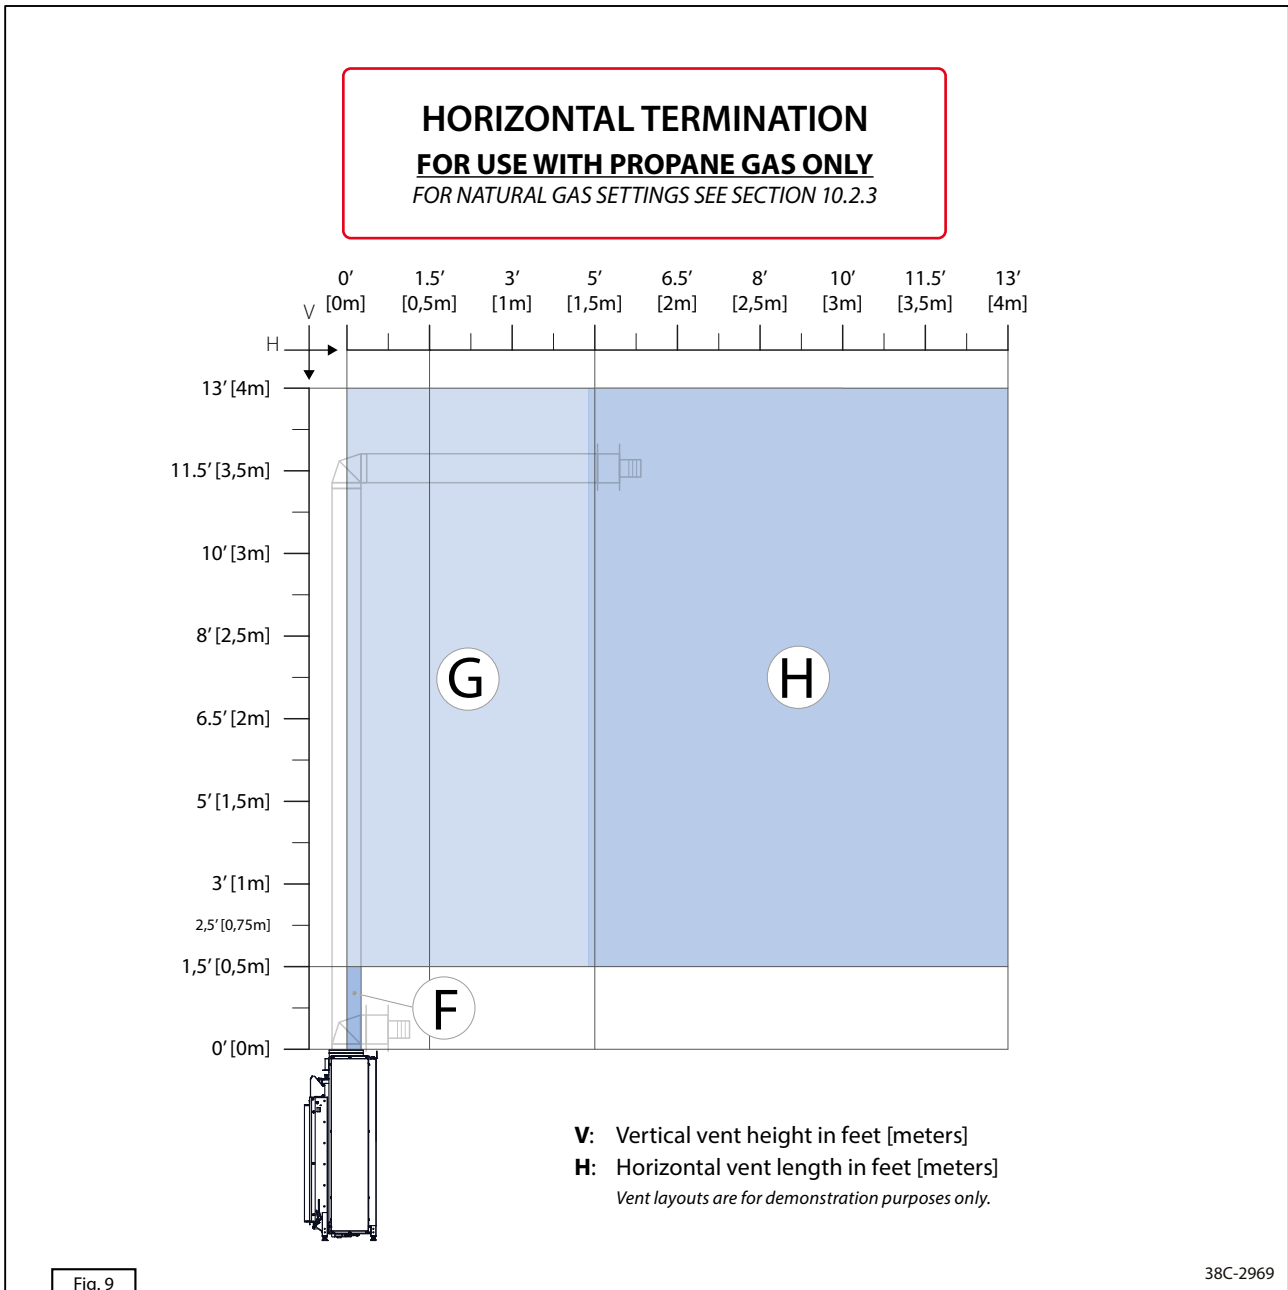 HORIZONTAL TERMINATION
FOR USE WITH PROPANE GAS ONLY
FOR NATURAL GAS SETTINGS SEE SECTION 10.2.3
0’ 1.5’ 3’ 5’ 6.5’ 8’ 10’ 11.5’ 13’
[0m] [0,5m] [1m] [1,5m] [2m] [2,5m] [3m] [3,5m] [4m]
V
H
13’ [4m]
11.5’ [3,5m]
10’ [3m]
8’ [2,5m]
G H
6.5’ [2m]
5’ [1,5m]
3’ [1m]
2,5’ [0,75m]
1,5’ [0,5m]
F
0’ [0m]
V: Vertical vent height in feet [meters]
H: Horizontal vent length in feet [meters]
Vent layouts are for demonstration purposes only.
38C-2969
Fig. 9